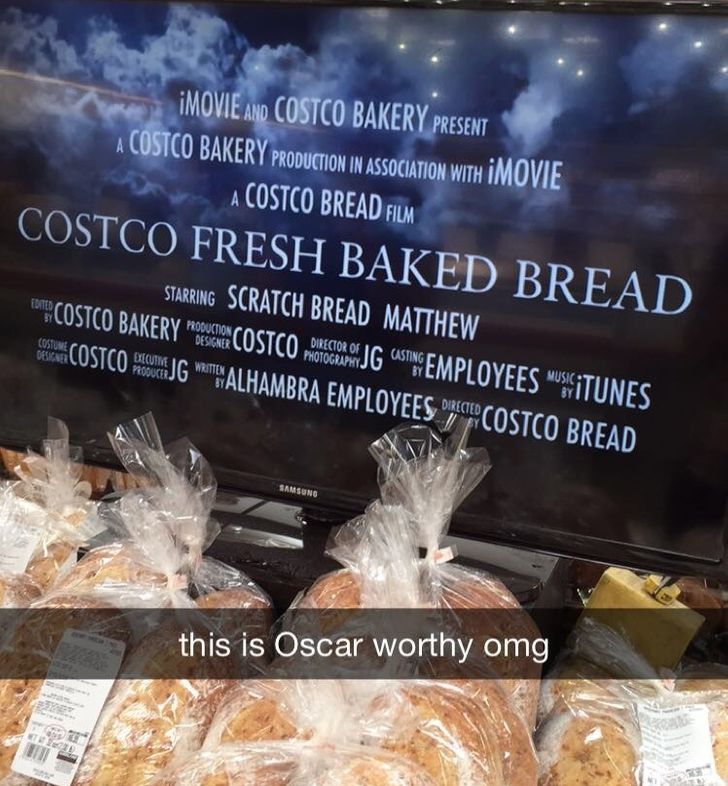 iMOVIE AND COSTCO BAKERY PRESENT
A COSTCO BAKERY PRODUCTION IN ASSOCIATION WITH iMOVIE
A COSTCO BREAD FILM
COSTCO FRESH BAKED BREAD
STARRING SCRATCH BREAD MATTHEW
EDITED BY COSTCO BAKERY PRODUCTION DESIGNER COSTCO DIRECTOR OF PHOTOGRAPHY JG CASTING BY EMPLOYEES MUSIC BY iTUNES
COSTUME DESIGNER COSTCO EXECUTIVE PRODUCER JG WRITTEN BY ALHAMBRA EMPLOYEES DIRECTED BY COSTCO BREAD
SAMSUNG
this is Oscar worthy omg